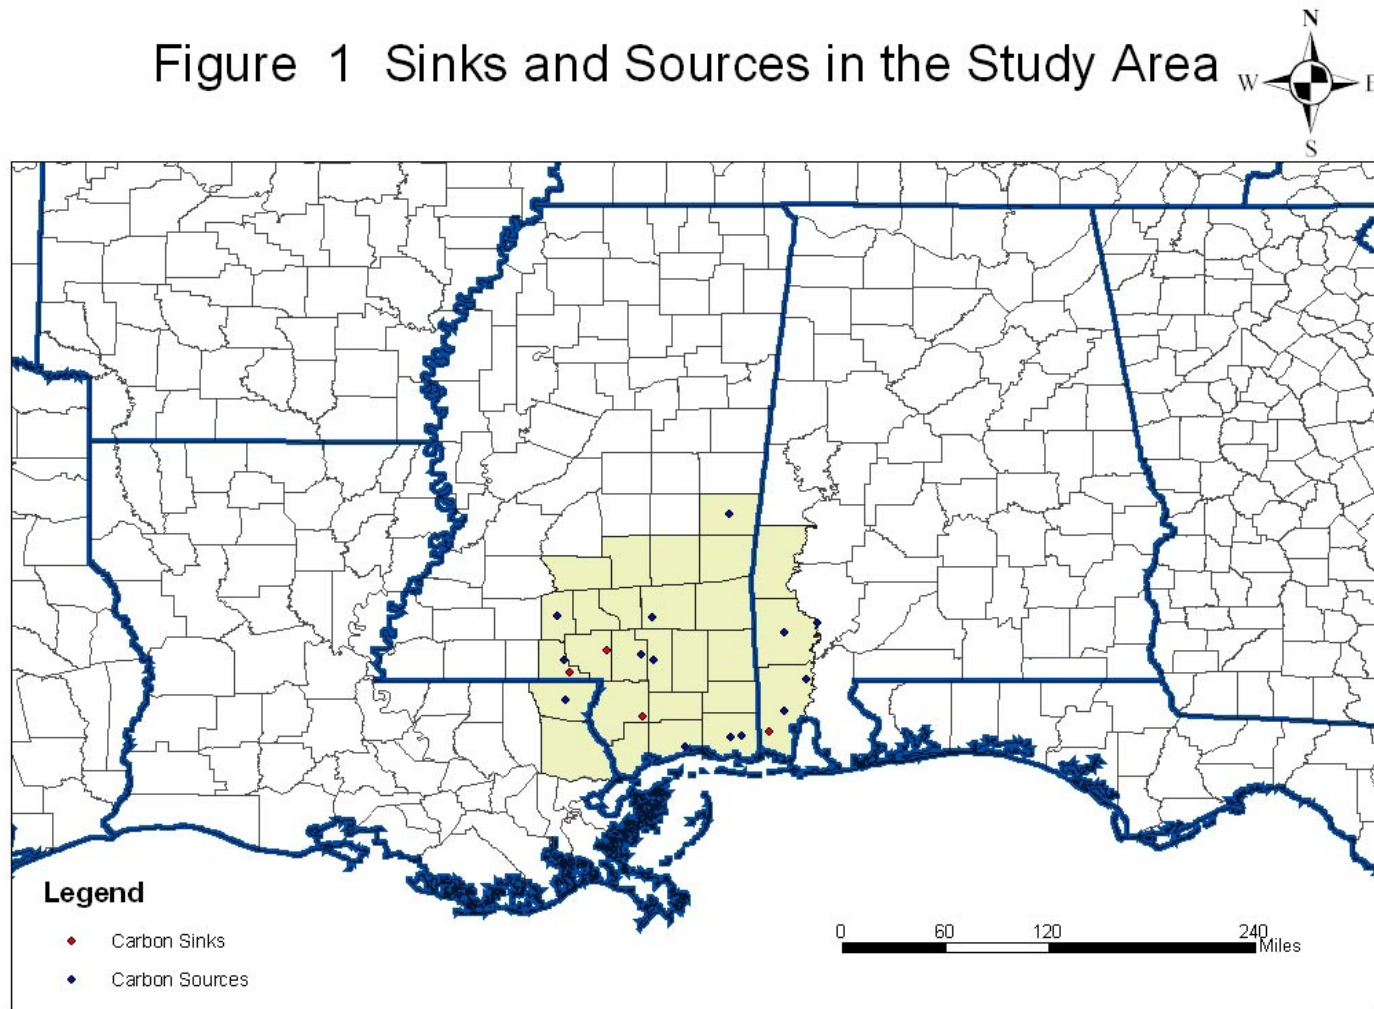 Figure 1 Sinks and Sources in the Study Area
N
W
E
S
Legend
Carbon Sinks
Carbon Sources
0 60 120 240
Miles